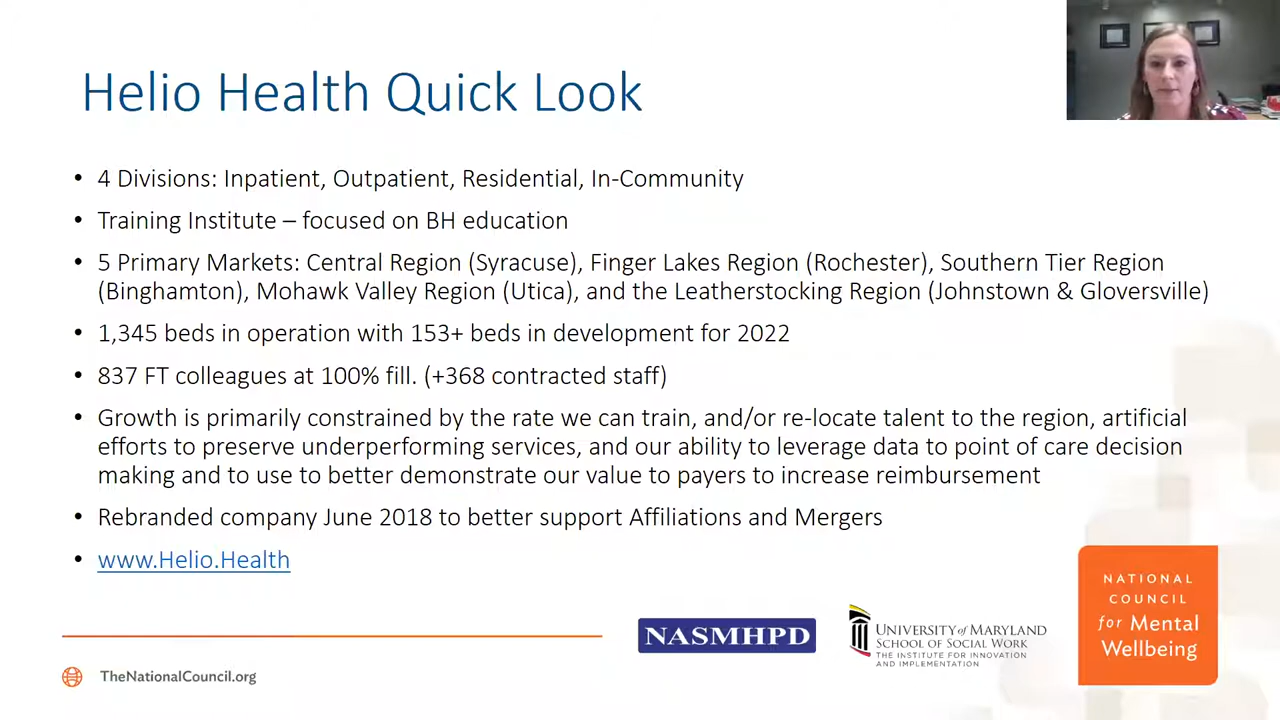 Helio Health Quick Look
• 4 Divisions: Inpatient, Outpatient, Residential, In-Community
• Training Institute – focused on BH education
• 5 Primary Markets: Central Region (Syracuse), Finger Lakes Region (Rochester), Southern Tier Region
(Binghamton), Mohawk Valley Region (Utica), and the Leatherstocking Region (Johnstown & Gloversville)
• 1,345 beds in operation with 153+ beds in development for 2022
• 837 FT colleagues at 100% fill. (+368 contracted staff)
• Growth is primarily constrained by the rate we can train, and/or re-locate talent to the region, artificial
efforts to preserve underperforming services, and our ability to leverage data to point of care decision
making and to use to better demonstrate our value to payers to increase reimbursement
• Rebranded company June 2018 to better support Affiliations and Mergers
• www.Helio.Health
TheNationalCouncil.org
NASMHPD
UNIVERSITY of MARYLAND
SCHOOL OF SOCIAL WORK
THE INSTITUTE FOR INNOVATION
AND IMPLEMENTATION
NATIONAL
COUNCIL
for Mental
Wellbeing